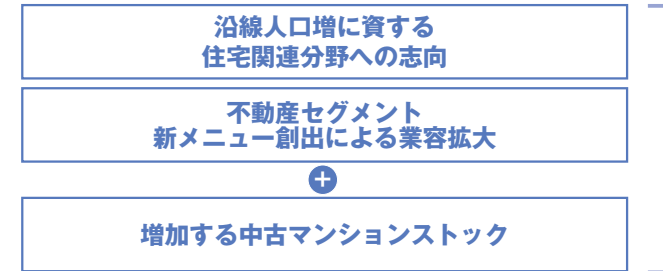 沿線人口増に資する
住宅関連分野への志向
不動産セグメント
新メニュー創出による業容拡大
+
増加する中古マンションストック